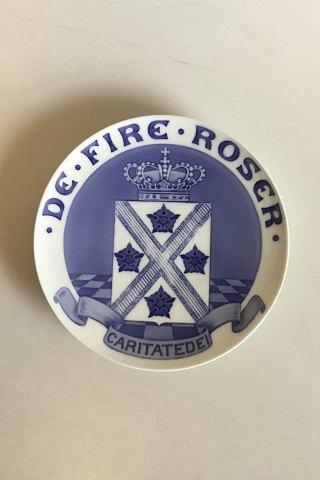 · DE · FIRE · ROSER ·
CARITATEDEI